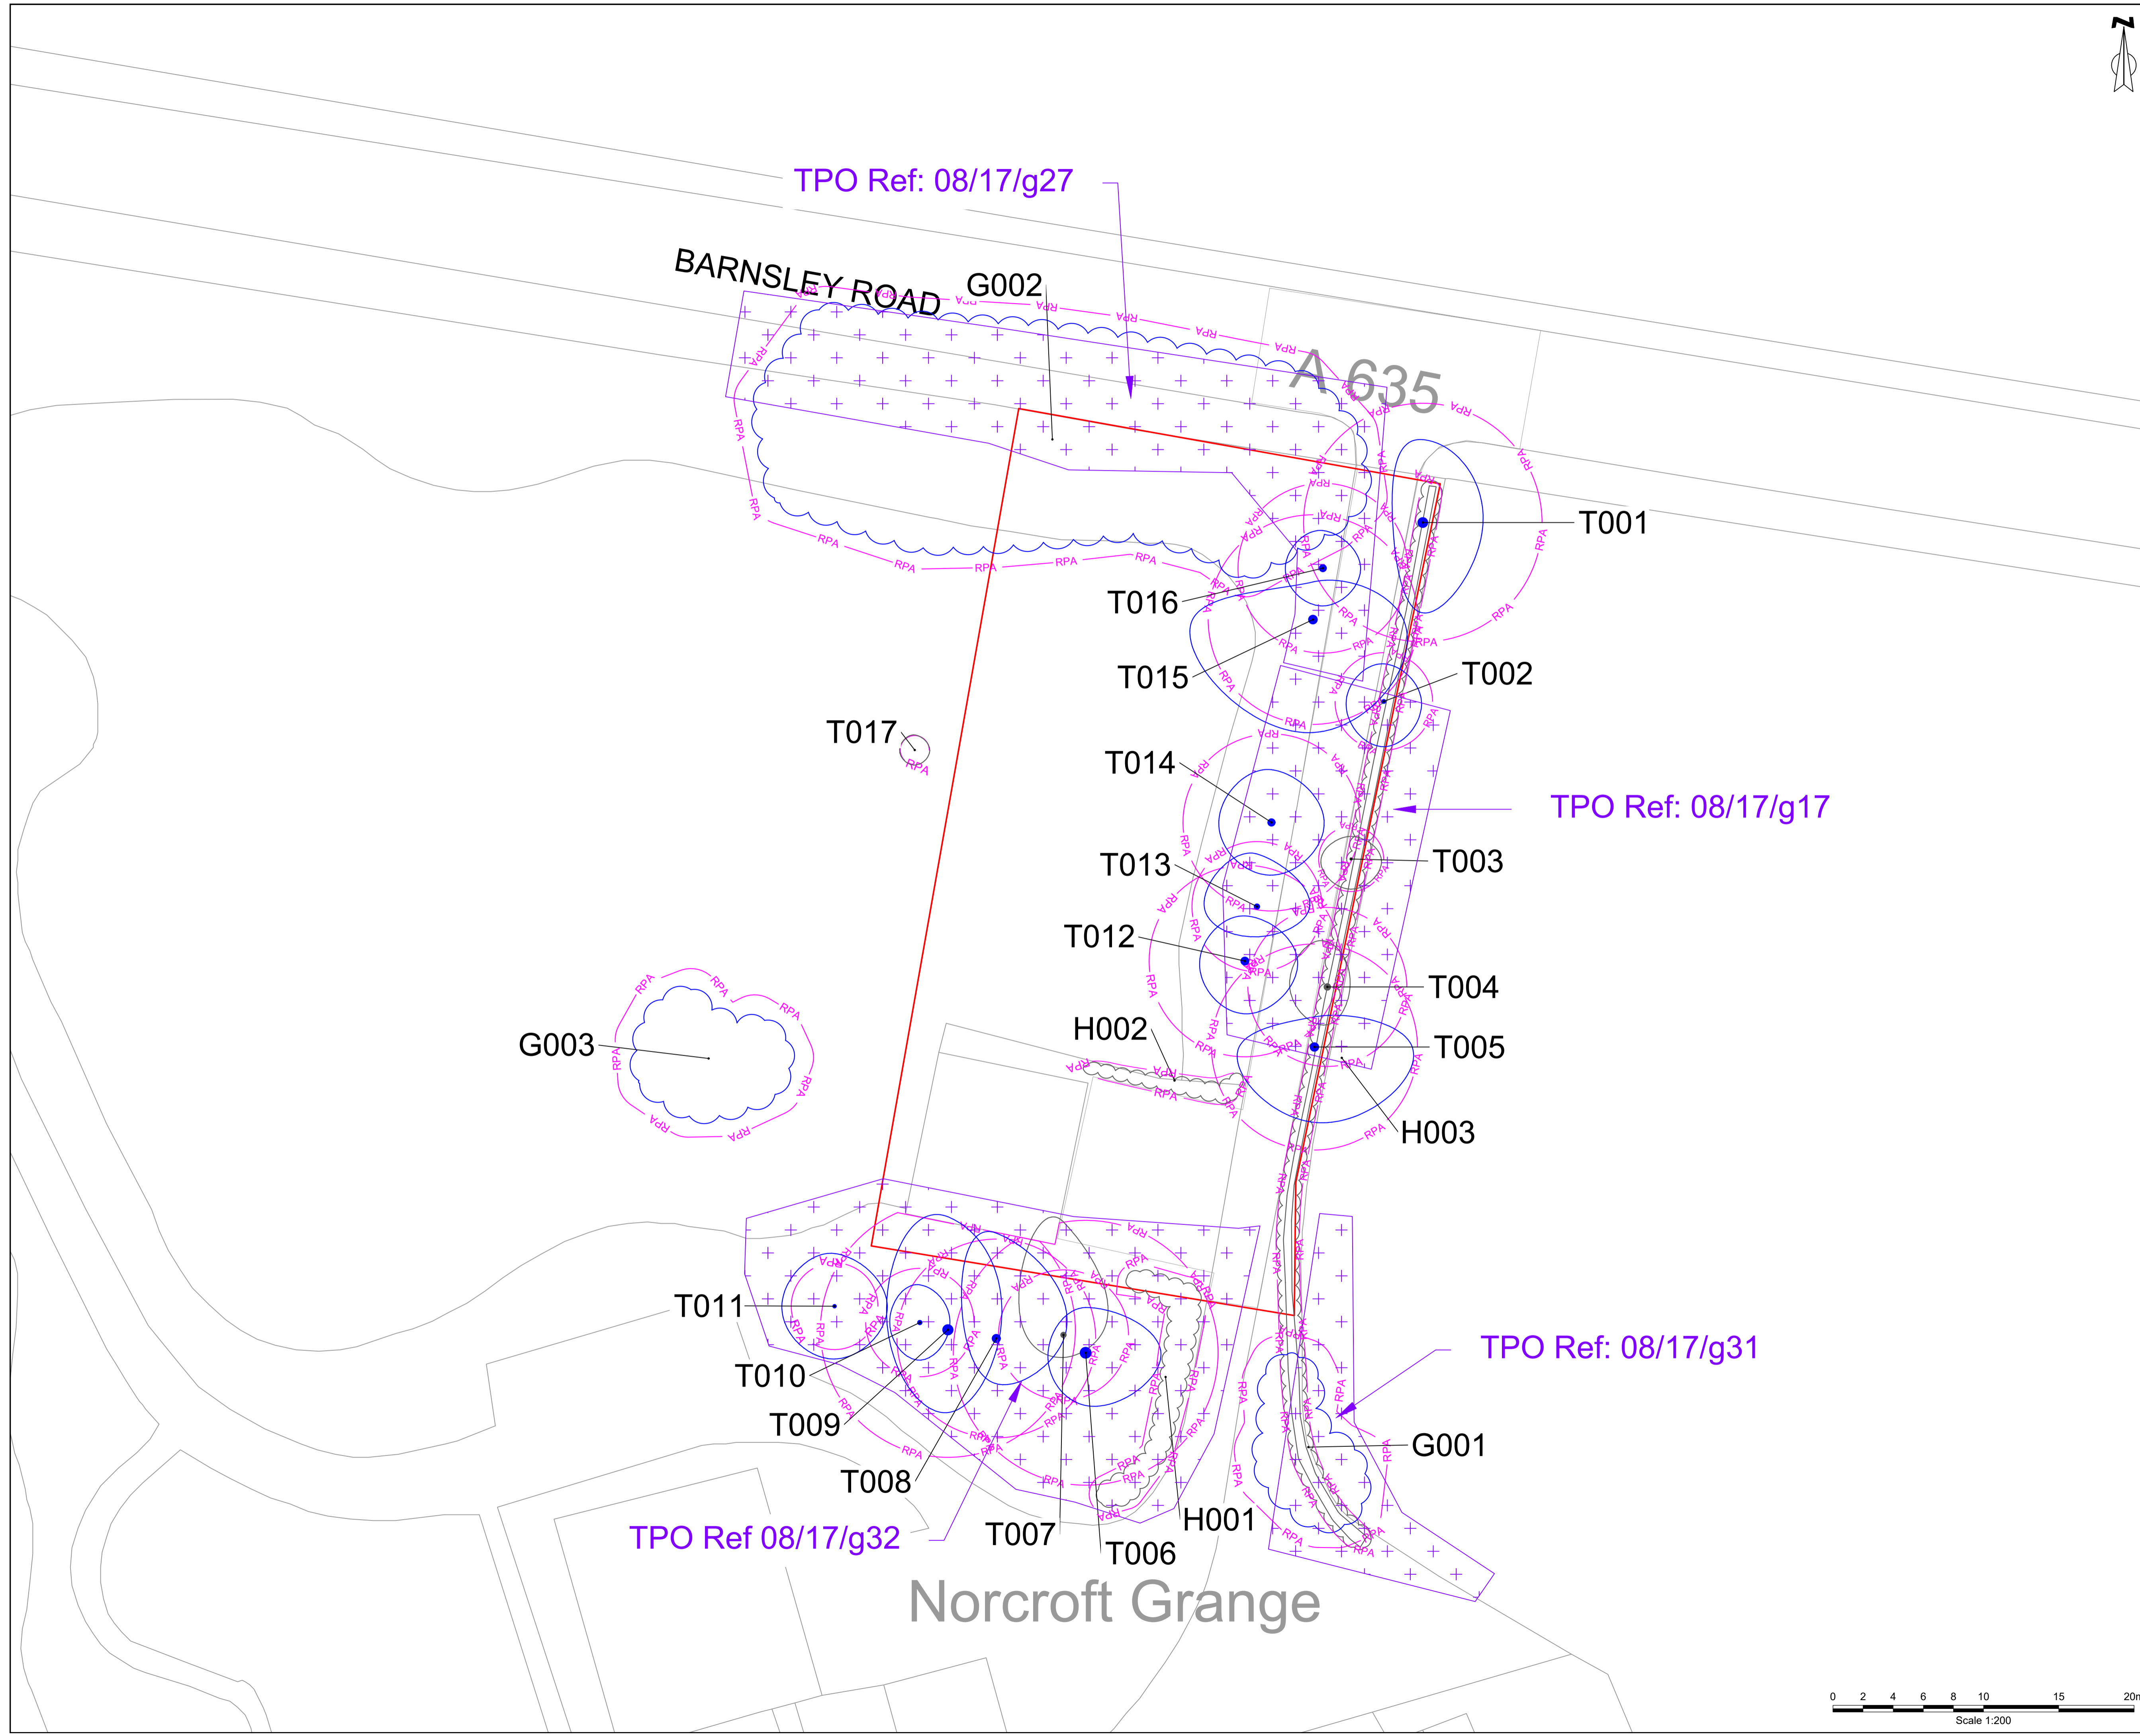 N
TPO Ref: 08/17/g27
BARNSLEY ROAD
G002
A 635
T001
T016
T015
T002
T017
T014
TPO Ref: 08/17/g17
T013
T003
T012
T004
H002
G003
T005
H003
T011
TPO Ref: 08/17/g31
T010
T009
G001
T008
H001
T007
TPO Ref 08/17/g32
T006
Norcroft Grange
RPA
0 2 4 6 8 10 15 20m
Scale 1:200